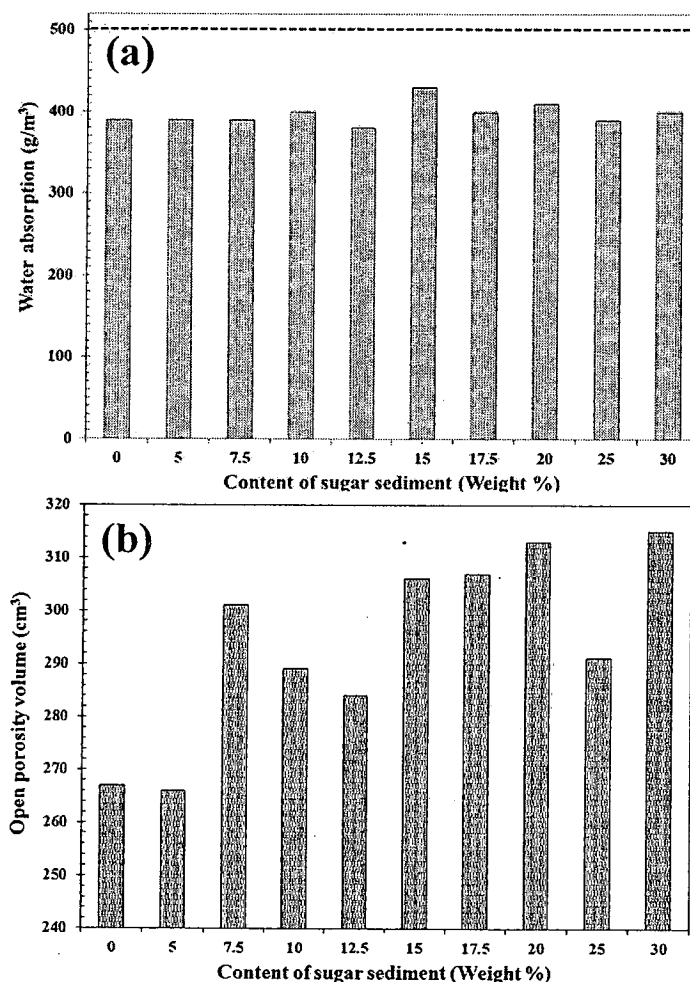 (a)
Water absorption (g/m³)
500
400
300
200
100
0
0 5 7.5 10 12.5 15 17.5 20 25 30
Content of sugar sediment (Weight %)
(b)
Open porosity volume (cm³)
320
310
300
290
280
270
260
250
240
0 5 7.5 10 12.5 15 17.5 20 25 30
Content of sugar sediment (Weight %)